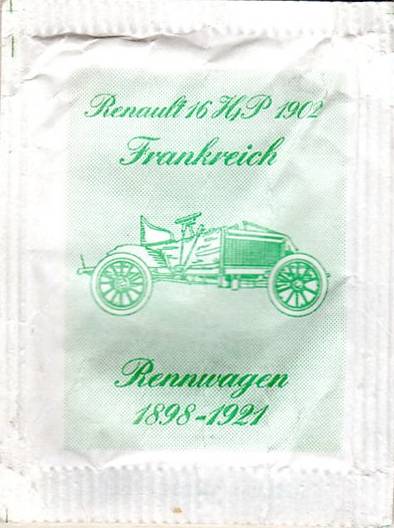 Renault 16 H,P 1902
Frankreich
Rennwagen
1898-1921